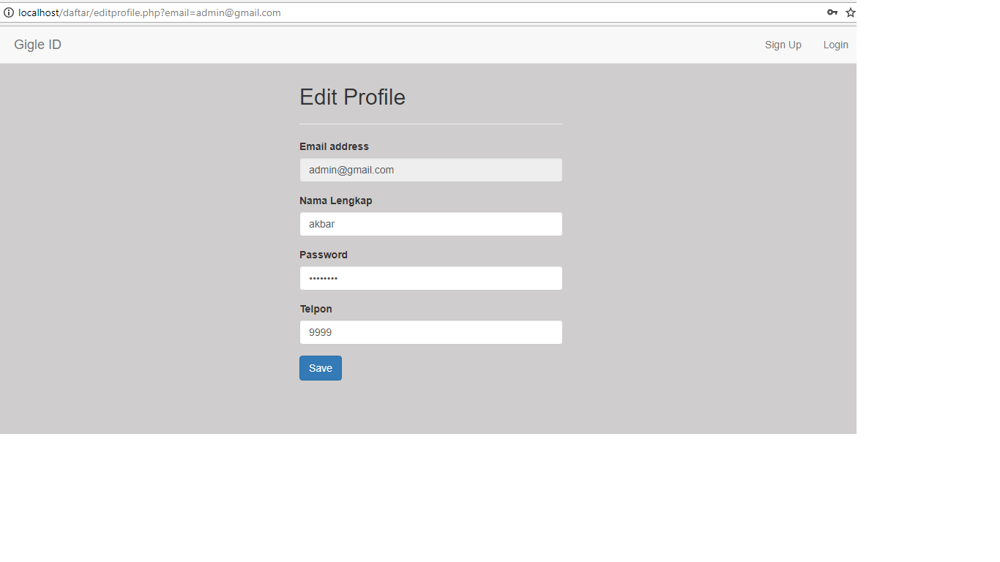 localhost/daftar/editprofile.php?email=admin@gmail.com
Gigle ID Sign Up Login
Edit Profile
Email address
admin@gmail.com
Nama Lengkap
akbar
Password
••••••••
Telpon
9999
Save